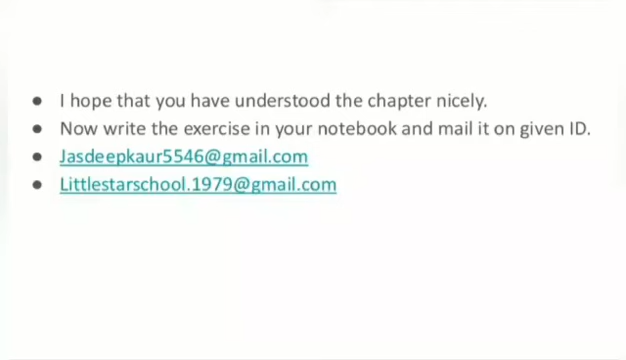 ● I hope that you have understood the chapter nicely.
● Now write the exercise in your notebook and mail it on given ID.
● Jasdeepkaur5546@gmail.com
● Littlestarschool.1979@gmail.com